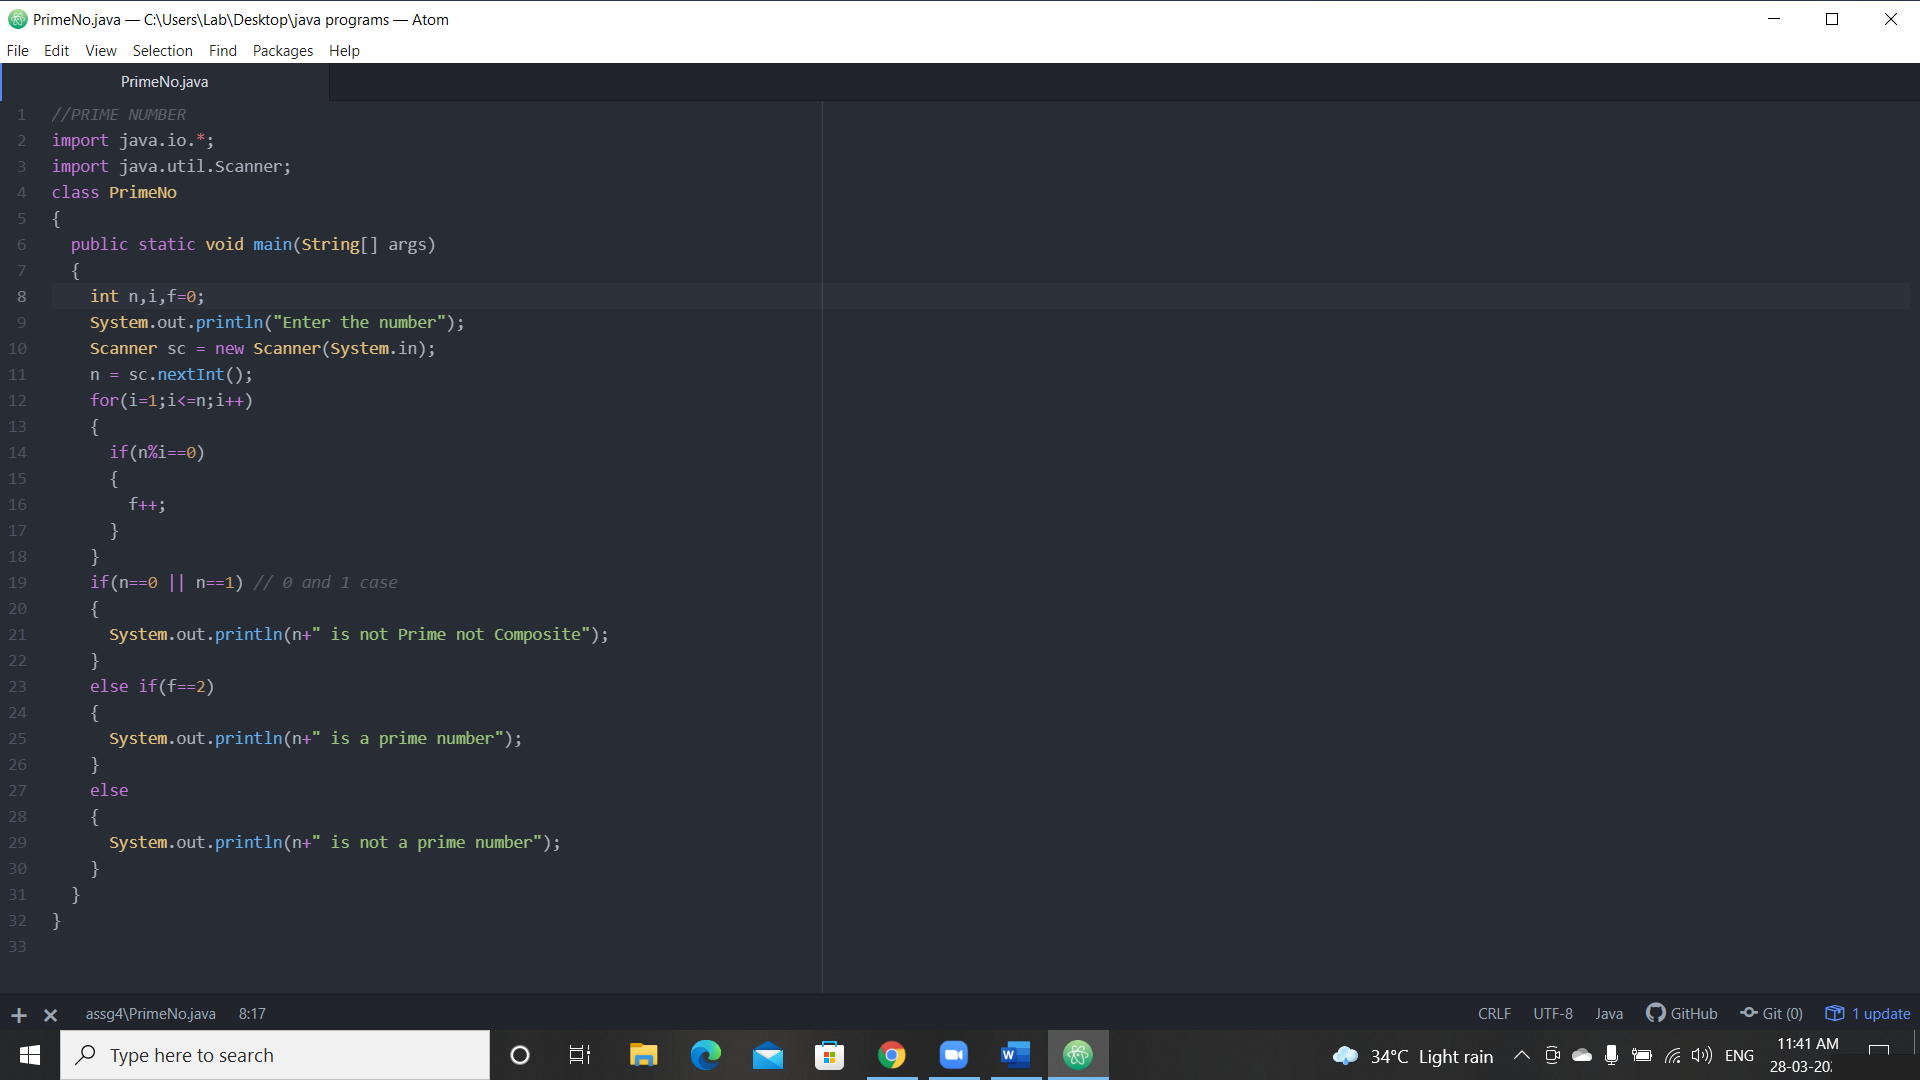 PrimeNo.java — C:\Users\Lab\Desktop\java programs — Atom
File Edit View Selection Find Packages Help
PrimeNo.java
1 //PRIME NUMBER
2 import java.io.*;
3 import java.util.Scanner;
4 class PrimeNo
5 {
6 public static void main(String[] args)
7 {
8 int n,i,f=0;
9 System.out.println("Enter the number");
10 Scanner sc = new Scanner(System.in);
11 n = sc.nextInt();
12 for(i=1;i<=n;i++)
13 {
14 if(n%i==0)
15 {
16 f++;
17 }
18 }
19 if(n==0 || n==1) // 0 and 1 case
20 {
21 System.out.println(n+" is not Prime not Composite");
22 }
23 else if(f==2)
24 {
25 System.out.println(n+" is a prime number");
26 }
27 else
28 {
29 System.out.println(n+" is not a prime number");
30 }
31 }
32 }
33
assg4\PrimeNo.java 8:17 CRLF UTF-8 Java GitHub Git (0) 1 update
Type here to search 34°C Light rain ENG 11:41 AM
28-03-20